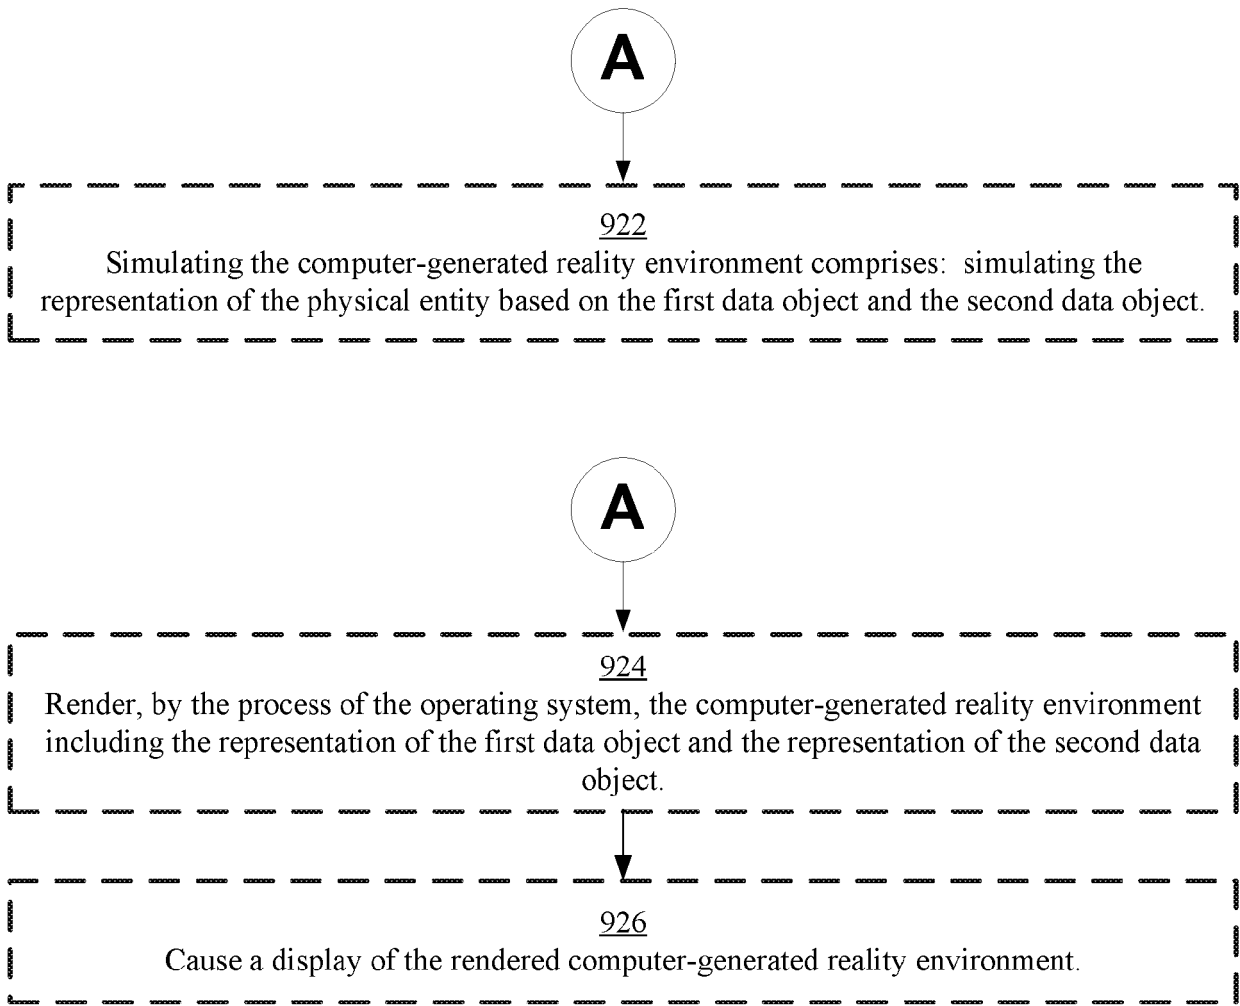 A
922
Simulating the computer-generated reality environment comprises:  simulating the
representation of the physical entity based on the first data object and the second data object.
A
924
Render, by the process of the operating system, the computer-generated reality environment
including the representation of the first data object and the representation of the second data
object.
926
Cause a display of the rendered computer-generated reality environment.